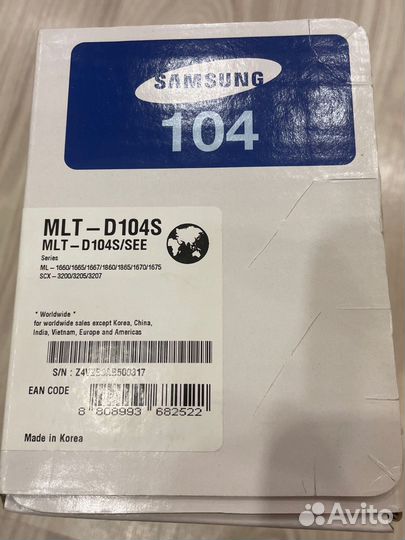 SAMSUNG
104
MLT-D104S
MLT-D104S/SEE
Series
ML-1660/1665/1667/1860/1865/1670/1675
SCX-3200/3205/3207
* Worldwide *
for worldwide sales except Korea, China,
India, Vietnam, Europe and Americas
S/N :
EAN CODE
8 808993 682522
Made in Korea
Avito